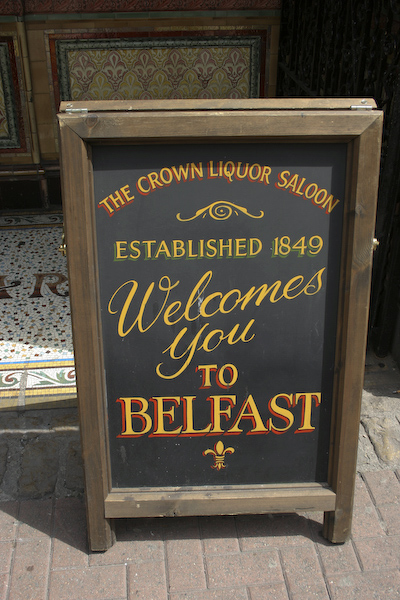 THE CROWN LIQUOR SALOON
ESTABLISHED 1849
Welcomes
you
TO
BELFAST